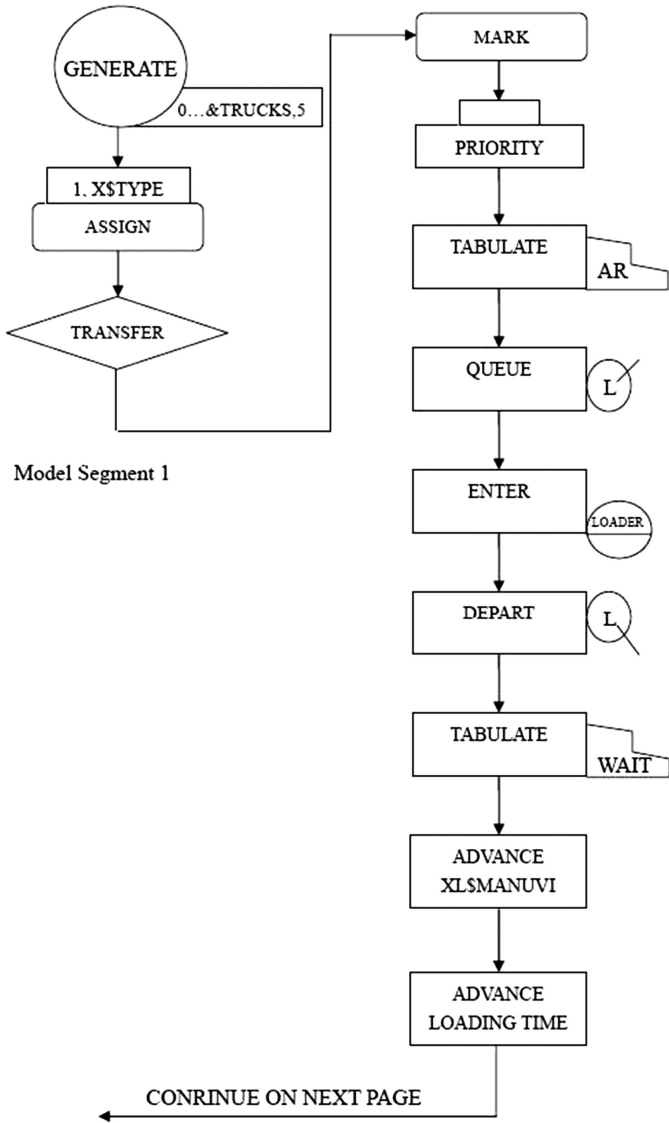 GENERATE
0...&TRUCKS,5
1, X$TYPE
ASSIGN
TRANSFER
Model Segment 1
MARK
PRIORITY
TABULATE
AR
QUEUE
L
ENTER
LOADER
DEPART
L
TABULATE
WAIT
ADVANCE
XL$MANUVI
ADVANCE
LOADING TIME
CONRINUE ON NEXT PAGE